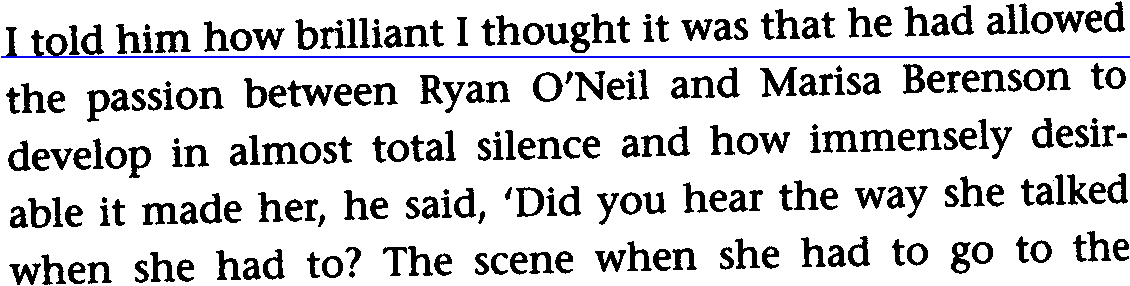 I told him how brilliant I thought it was that he had allowed
the passion between Ryan O’Neil and Marisa Berenson to
develop in almost total silence and how immensely desir-
able it made her, he said, ‘Did you hear the way she talked
when she had to? The scene when she had to go to the